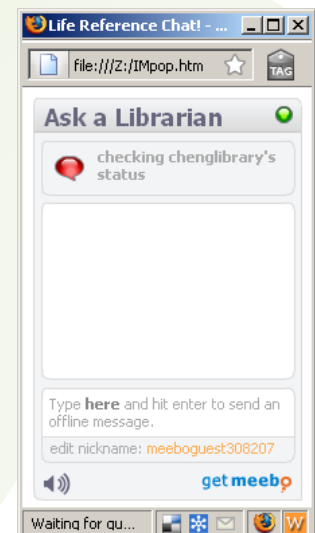 Life Reference Chat! - ...
file:///Z:/IMpop.htm
TAG
Ask a Librarian
checking chenglibrary's
status
Type here and hit enter to send an
offline message.
edit nickname: meeboguest308207
get meebo
Waiting for qu...
W